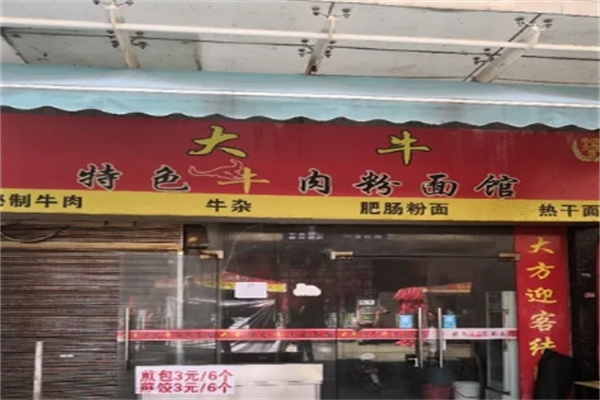 大牛
特色牛肉粉面馆
制牛肉 牛杂 肥肠粉面 热干面
大方迎客
煎包3元/6个
煎饺3元/6个